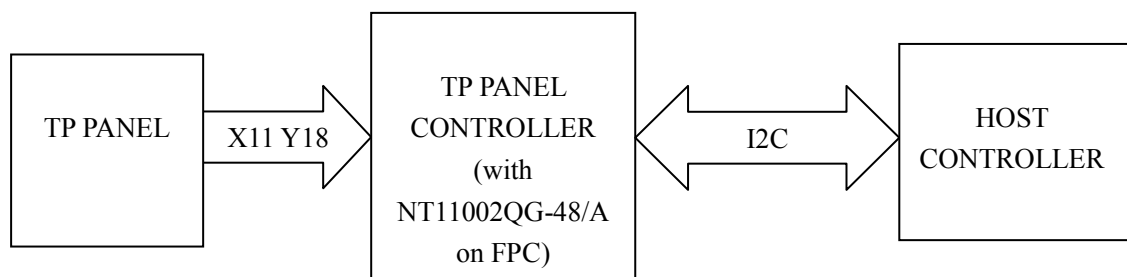 TP PANEL
X11 Y18
TP PANEL
CONTROLLER
(with
NT11002QG-48/A
on FPC)
I2C
HOST
CONTROLLER